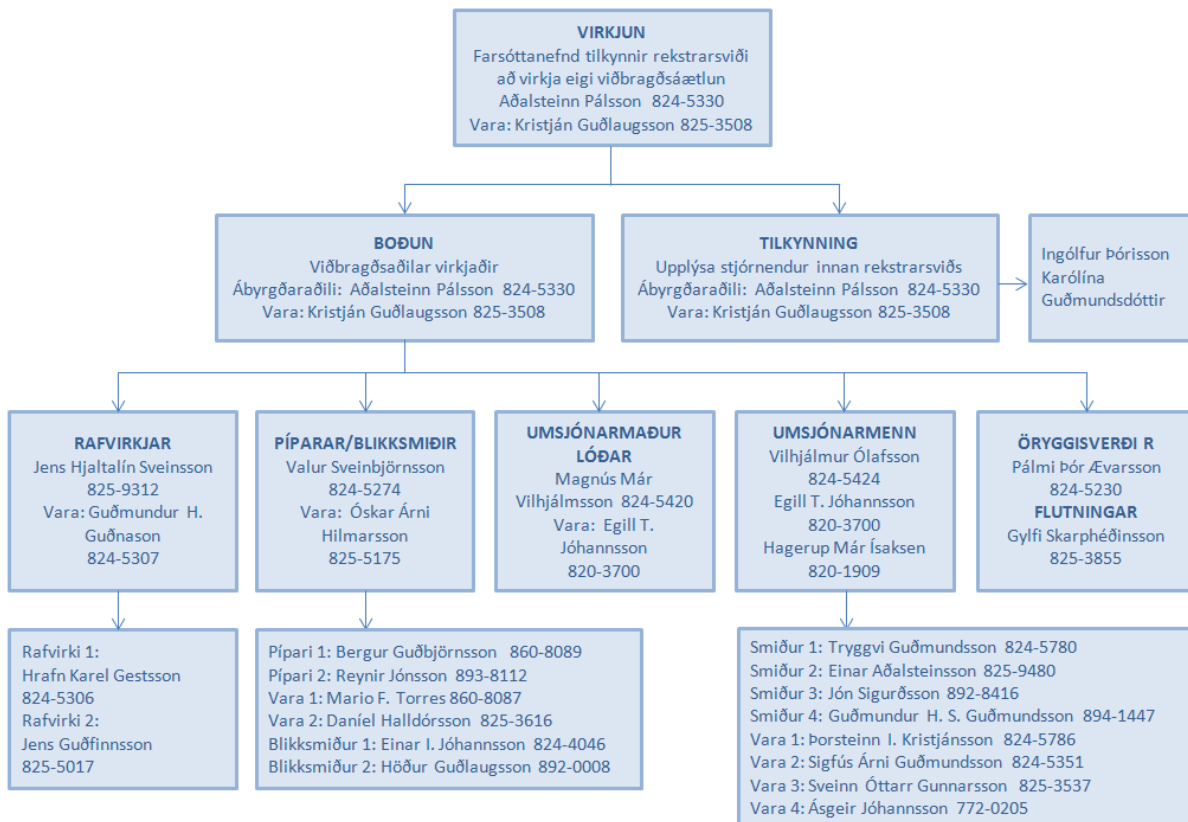 VIRKJUN
Farsóttanefnd tilkynnir rekstrarsviði
að virkja eigi viðbragðsáætlun
Aðalsteinn Pálsson 824-5330
Vara: Kristján Guðlaugsson 825-3508
BOÐUN
Viðbragðsaðilar virkjaðir
Ábyrgðaraðili: Aðalsteinn Pálsson 824-5330
Vara: Kristján Guðlaugsson 825-3508
TILKYNNING
Upplýsa stjórnendur innan rekstrarsviðs
Ábyrgðaraðili: Aðalsteinn Pálsson 824-5330
Vara: Kristján Guðlaugsson 825-3508
Ingólfur Þórisson
Karólína
Guðmundsdóttir
RAFVIRKJAR
Jens Hjaltalín Sveinsson
825-9312
Vara: Guðmundur H.
Guðnason
824-5307
PÍPARAR/BLIKKSMIÐIR
Valur Sveinbjörnsson
824-5274
Vara: Óskar Árni
Hilmarsson
825-5175
UMSJÓNARMAÐUR
LÓÐAR
Magnús Már
Vilhjálmsson 824-5420
Vara: Egill T.
Jóhannsson
820-3700
UMSJÓNARMENN
Vilhjálmur Ólafsson
824-5424
Egill T. Jóhannsson
820-3700
Hagerup Már Ísaksen
820-1909
ÖRYGGISVERÐI R
Pálmi Þór Ævarsson
824-5230
FLUTNINGAR
Gylfi Skarphéðinsson
825-3855
Rafvirki 1:
Hrafn Karel Gestsson
824-5306
Rafvirki 2:
Jens Guðfinnsson
825-5017
Pípari 1: Bergur Guðbjörnsson 860-8089
Pípari 2: Reynir Jónsson 893-8112
Vara 1: Mario F. Torres 860-8087
Vara 2: Daníel Halldórsson 825-3616
Blikksmiður 1: Einar I. Jóhannsson 824-4046
Blikksmiður 2: Höður Guðlaugsson 892-0008
Smiður 1: Tryggvi Guðmundsson 824-5780
Smiður 2: Einar Aðalsteinsson 825-9480
Smiður 3: Jón Sigurðsson 892-8416
Smiður 4: Guðmundur H. S. Guðmundsson 894-1447
Vara 1: Þorsteinn I. Kristjánsson 824-5786
Vara 2: Sigfús Árni Guðmundsson 824-5351
Vara 3: Sveinn Óttarr Gunnarsson 825-3537
Vara 4: Ásgeir Jóhannsson 772-0205